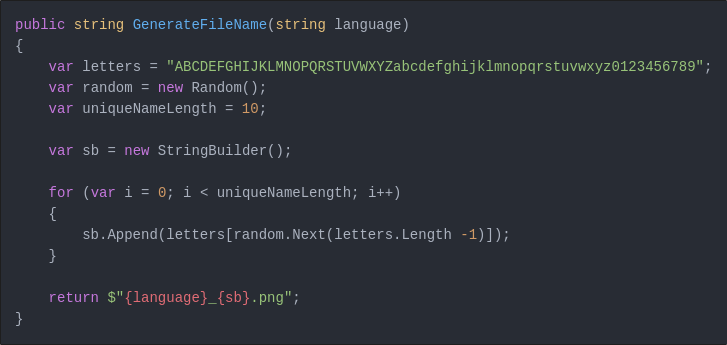 public string GenerateFileName(string language)
{
    var letters = "ABCDEFGHIJKLMNOPQRSTUVWXYZabcdefghijklmnopqrstuvwxyz0123456789";
    var random = new Random();
    var uniqueNameLength = 10;

    var sb = new StringBuilder();

    for (var i = 0; i < uniqueNameLength; i++)
    {
        sb.Append(letters[random.Next(letters.Length -1)]);
    }

    return $"{language}_{sb}.png";
}